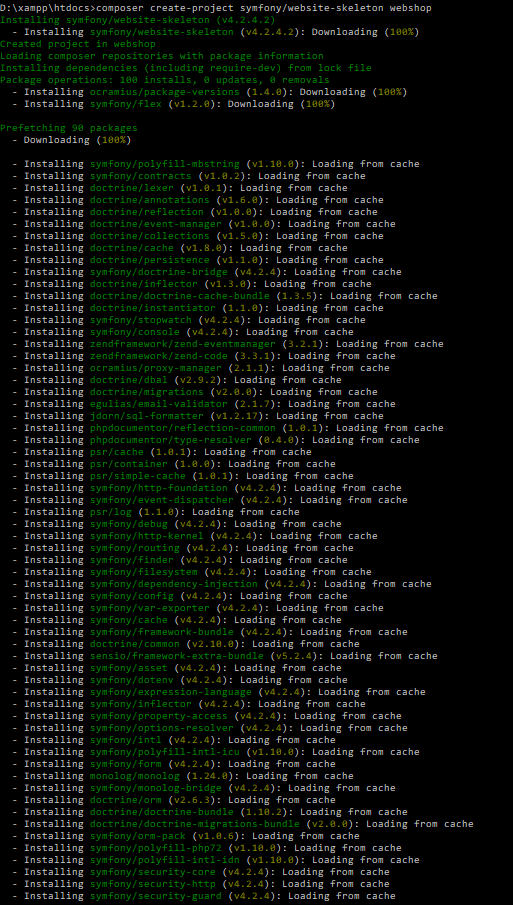 D:\xampp\htdocs>composer create-project symfony/website-skeleton webshop
Installing symfony/website-skeleton (v4.2.4.2)
  - Installing symfony/website-skeleton (v4.2.4.2): Downloading (100%)
Created project in webshop
Loading composer repositories with package information
Installing dependencies (including require-dev) from lock file
Package operations: 100 installs, 0 updates, 0 removals
  - Installing ocramius/package-versions (1.4.0): Downloading (100%)
  - Installing symfony/flex (v1.2.0): Downloading (100%)
Prefetching 90 packages
  - Downloading (100%)
  - Installing symfony/polyfill-mbstring (v1.10.0): Loading from cache
  - Installing symfony/contracts (v1.0.2): Loading from cache
  - Installing doctrine/lexer (v1.0.1): Loading from cache
  - Installing doctrine/annotations (v1.6.0): Loading from cache
  - Installing doctrine/reflection (v1.0.0): Loading from cache
  - Installing doctrine/event-manager (v1.0.0): Loading from cache
  - Installing doctrine/collections (v1.5.0): Loading from cache
  - Installing doctrine/cache (v1.8.0): Loading from cache
  - Installing doctrine/persistence (v1.1.0): Loading from cache
  - Installing symfony/doctrine-bridge (v4.2.4): Loading from cache
  - Installing doctrine/inflector (v1.3.0): Loading from cache
  - Installing doctrine/doctrine-cache-bundle (1.3.5): Loading from cache
  - Installing doctrine/instantiator (1.1.0): Loading from cache
  - Installing symfony/stopwatch (v4.2.4): Loading from cache
  - Installing symfony/console (v4.2.4): Loading from cache
  - Installing zendframework/zend-eventmanager (3.2.1): Loading from cache
  - Installing zendframework/zend-code (3.3.1): Loading from cache
  - Installing ocramius/proxy-manager (2.1.1): Loading from cache
  - Installing doctrine/dbal (v2.9.2): Loading from cache
  - Installing doctrine/migrations (v2.0.0): Loading from cache
  - Installing egulias/email-validator (2.1.7): Loading from cache
  - Installing jdorn/sql-formatter (v1.2.17): Loading from cache
  - Installing phpdocumentor/reflection-common (1.0.1): Loading from cache
  - Installing phpdocumentor/type-resolver (0.4.0): Loading from cache
  - Installing psr/cache (1.0.1): Loading from cache
  - Installing psr/container (1.0.0): Loading from cache
  - Installing psr/simple-cache (1.0.1): Loading from cache
  - Installing symfony/http-foundation (v4.2.4): Loading from cache
  - Installing symfony/event-dispatcher (v4.2.4): Loading from cache
  - Installing psr/log (1.1.0): Loading from cache
  - Installing symfony/debug (v4.2.4): Loading from cache
  - Installing symfony/http-kernel (v4.2.4): Loading from cache
  - Installing symfony/routing (v4.2.4): Loading from cache
  - Installing symfony/finder (v4.2.4): Loading from cache
  - Installing symfony/filesystem (v4.2.4): Loading from cache
  - Installing symfony/dependency-injection (v4.2.4): Loading from cache
  - Installing symfony/config (v4.2.4): Loading from cache
  - Installing symfony/var-exporter (v4.2.4): Loading from cache
  - Installing symfony/cache (v4.2.4): Loading from cache
  - Installing symfony/framework-bundle (v4.2.4): Loading from cache
  - Installing doctrine/common (v2.10.0): Loading from cache
  - Installing sensio/framework-extra-bundle (v5.2.4): Loading from cache
  - Installing symfony/asset (v4.2.4): Loading from cache
  - Installing symfony/dotenv (v4.2.4): Loading from cache
  - Installing symfony/expression-language (v4.2.4): Loading from cache
  - Installing symfony/inflector (v4.2.4): Loading from cache
  - Installing symfony/property-access (v4.2.4): Loading from cache
  - Installing symfony/options-resolver (v4.2.4): Loading from cache
  - Installing symfony/intl (v4.2.4): Loading from cache
  - Installing symfony/polyfill-intl-icu (v1.10.0): Loading from cache
  - Installing symfony/form (v4.2.4): Loading from cache
  - Installing monolog/monolog (1.24.0): Loading from cache
  - Installing symfony/monolog-bridge (v4.2.4): Loading from cache
  - Installing doctrine/orm (v2.6.3): Loading from cache
  - Installing doctrine/doctrine-bundle (1.10.2): Loading from cache
  - Installing doctrine/doctrine-migrations-bundle (v2.0.0): Loading from cache
  - Installing symfony/orm-pack (v1.0.6): Loading from cache
  - Installing symfony/polyfill-php72 (v1.10.0): Loading from cache
  - Installing symfony/polyfill-intl-idn (v1.10.0): Loading from cache
  - Installing symfony/security-core (v4.2.4): Loading from cache
  - Installing symfony/security-http (v4.2.4): Loading from cache
  - Installing symfony/security-guard (v4.2.4): Loading from cache